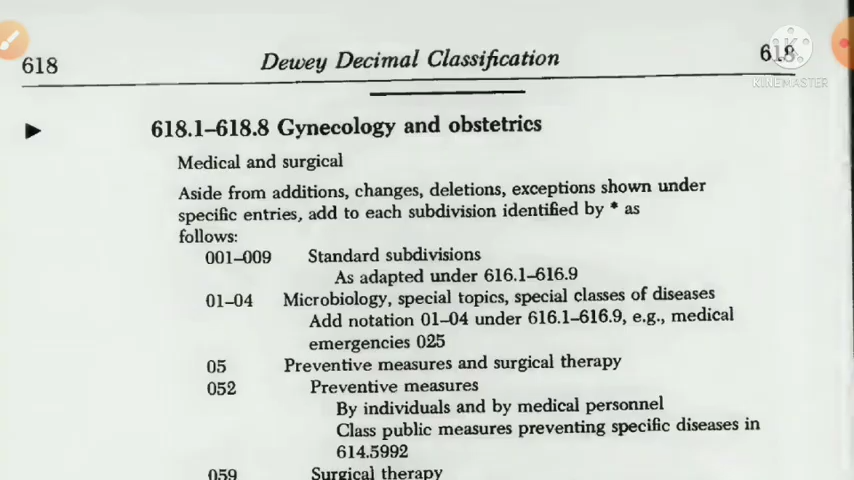 618 Dewey Decimal Classification 618
KINEMASTER
618.1–618.8 Gynecology and obstetrics
Medical and surgical
Aside from additions, changes, deletions, exceptions shown under
specific entries, add to each subdivision identified by * as
follows:
001–009 Standard subdivisions
As adapted under 616.1–616.9
01–04 Microbiology, special topics, special classes of diseases
Add notation 01–04 under 616.1–616.9, e.g., medical
emergencies 025
05 Preventive measures and surgical therapy
052 Preventive measures
By individuals and by medical personnel
Class public measures preventing specific diseases in
614.5992
059 Surgical therapy